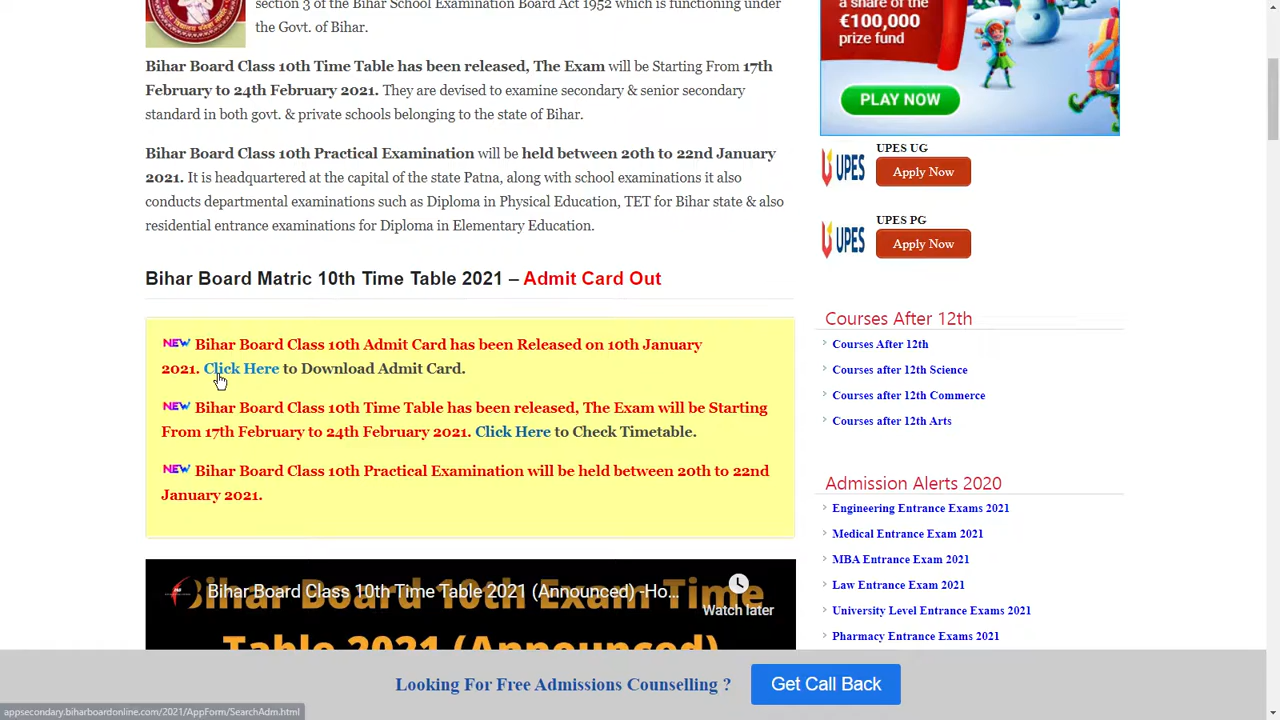 section 3 of the Bihar School Examination Board Act 1952 which is functioning under
the Govt. of Bihar.
Bihar Board Class 10th Time Table has been released, The Exam will be Starting From 17th
February to 24th February 2021. They are devised to examine secondary & senior secondary
standard in both govt. & private schools belonging to the state of Bihar.
Bihar Board Class 10th Practical Examination will be held between 20th to 22nd January
2021. It is headquartered at the capital of the state Patna, along with school examinations it also
conducts departmental examinations such as Diploma in Physical Education, TET for Bihar state & also
residential entrance examinations for Diploma in Elementary Education.
Bihar Board Matric 10th Time Table 2021 – Admit Card Out
NEW Bihar Board Class 10th Admit Card has been Released on 10th January
2021. Click Here to Download Admit Card.
NEW Bihar Board Class 10th Time Table has been released, The Exam will be Starting
From 17th February to 24th February 2021. Click Here to Check Timetable.
NEW Bihar Board Class 10th Practical Examination will be held between 20th to 22nd
January 2021.
Bihar Board 10th Exam Time
Bihar Board Class 10th Time Table 2021 (Announced) -Ho...
Watch later
Table 2021 (Announced)
a share of the
€100,000
prize fund
PLAY NOW
UPES UG
UPES
Apply Now
UPES PG
UPES
Apply Now
Courses After 12th
Courses After 12th
Courses after 12th Science
Courses after 12th Commerce
Courses after 12th Arts
Admission Alerts 2020
Engineering Entrance Exams 2021
Medical Entrance Exam 2021
MBA Entrance Exam 2021
Law Entrance Exam 2021
University Level Entrance Exams 2021
Pharmacy Entrance Exams 2021
Looking For Free Admissions Counselling ?
Get Call Back
appsecondary.biharboardonline.com/2021/AppForm/SearchAdm.html